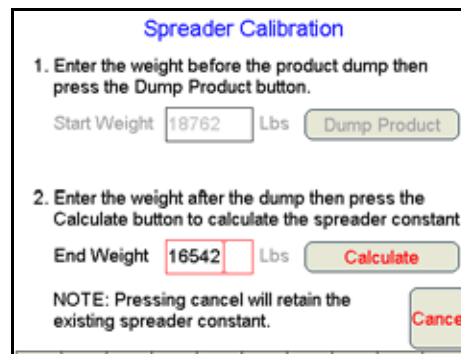 Spreader Calibration
1. Enter the weight before the product dump then
press the Dump Product button.
Start Weight 18762 Lbs Dump Product
2. Enter the weight after the dump then press the
Calculate button to calculate the spreader constant
End Weight 16542 Lbs Calculate
NOTE: Pressing cancel will retain the
existing spreader constant.
Cance